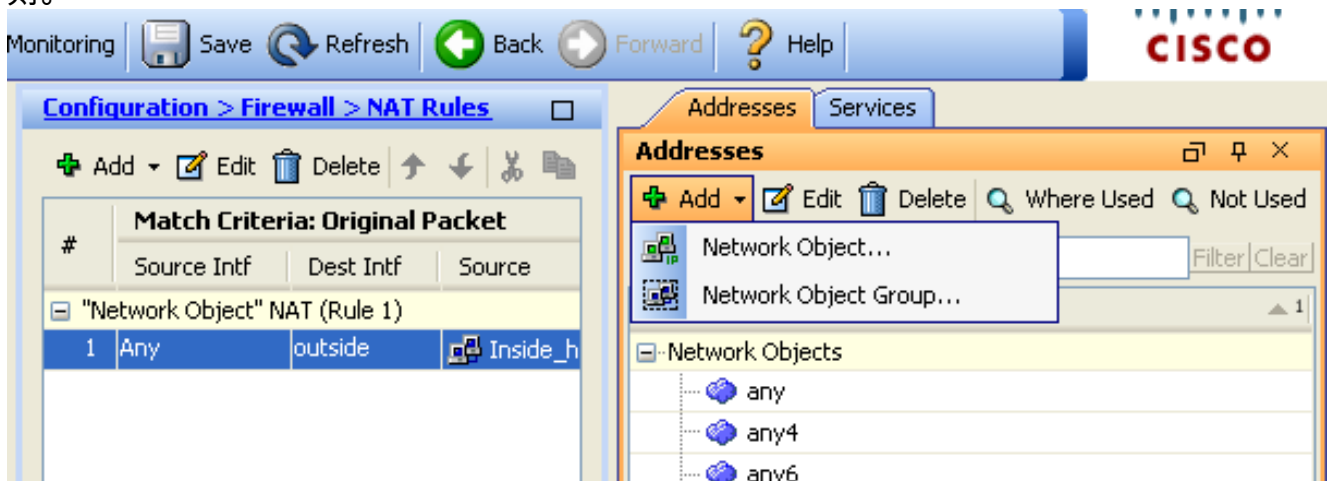 则。
Monitoring Save Refresh Back Forward Help
CISCO
Configuration > Firewall > NAT Rules
Add Edit Delete
# Match Criteria: Original Packet
Source Intf Dest Intf Source
"Network Object" NAT (Rule 1)
1 Any outside Inside_h
Addresses Services
Addresses
Add Edit Delete Where Used Not Used
Network Object...
Filter Clear
Network Object Group...
1
Network Objects
any
any4
any6